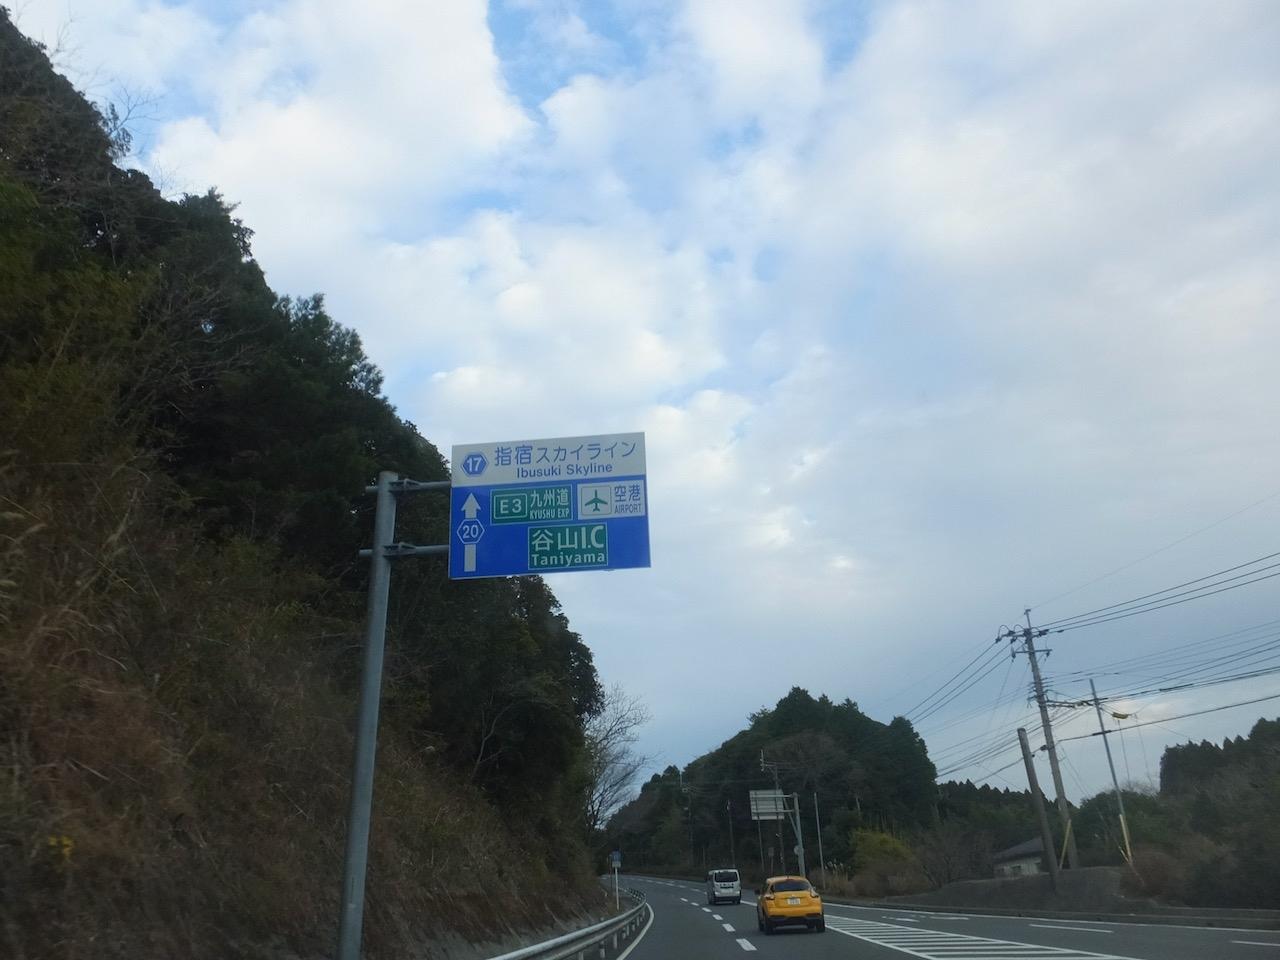 17 指宿スカイライン
Ibusuki Skyline
E3 九州道 空港
KYUSHU EXP AIRPORT
20 谷山I.C
Taniyama